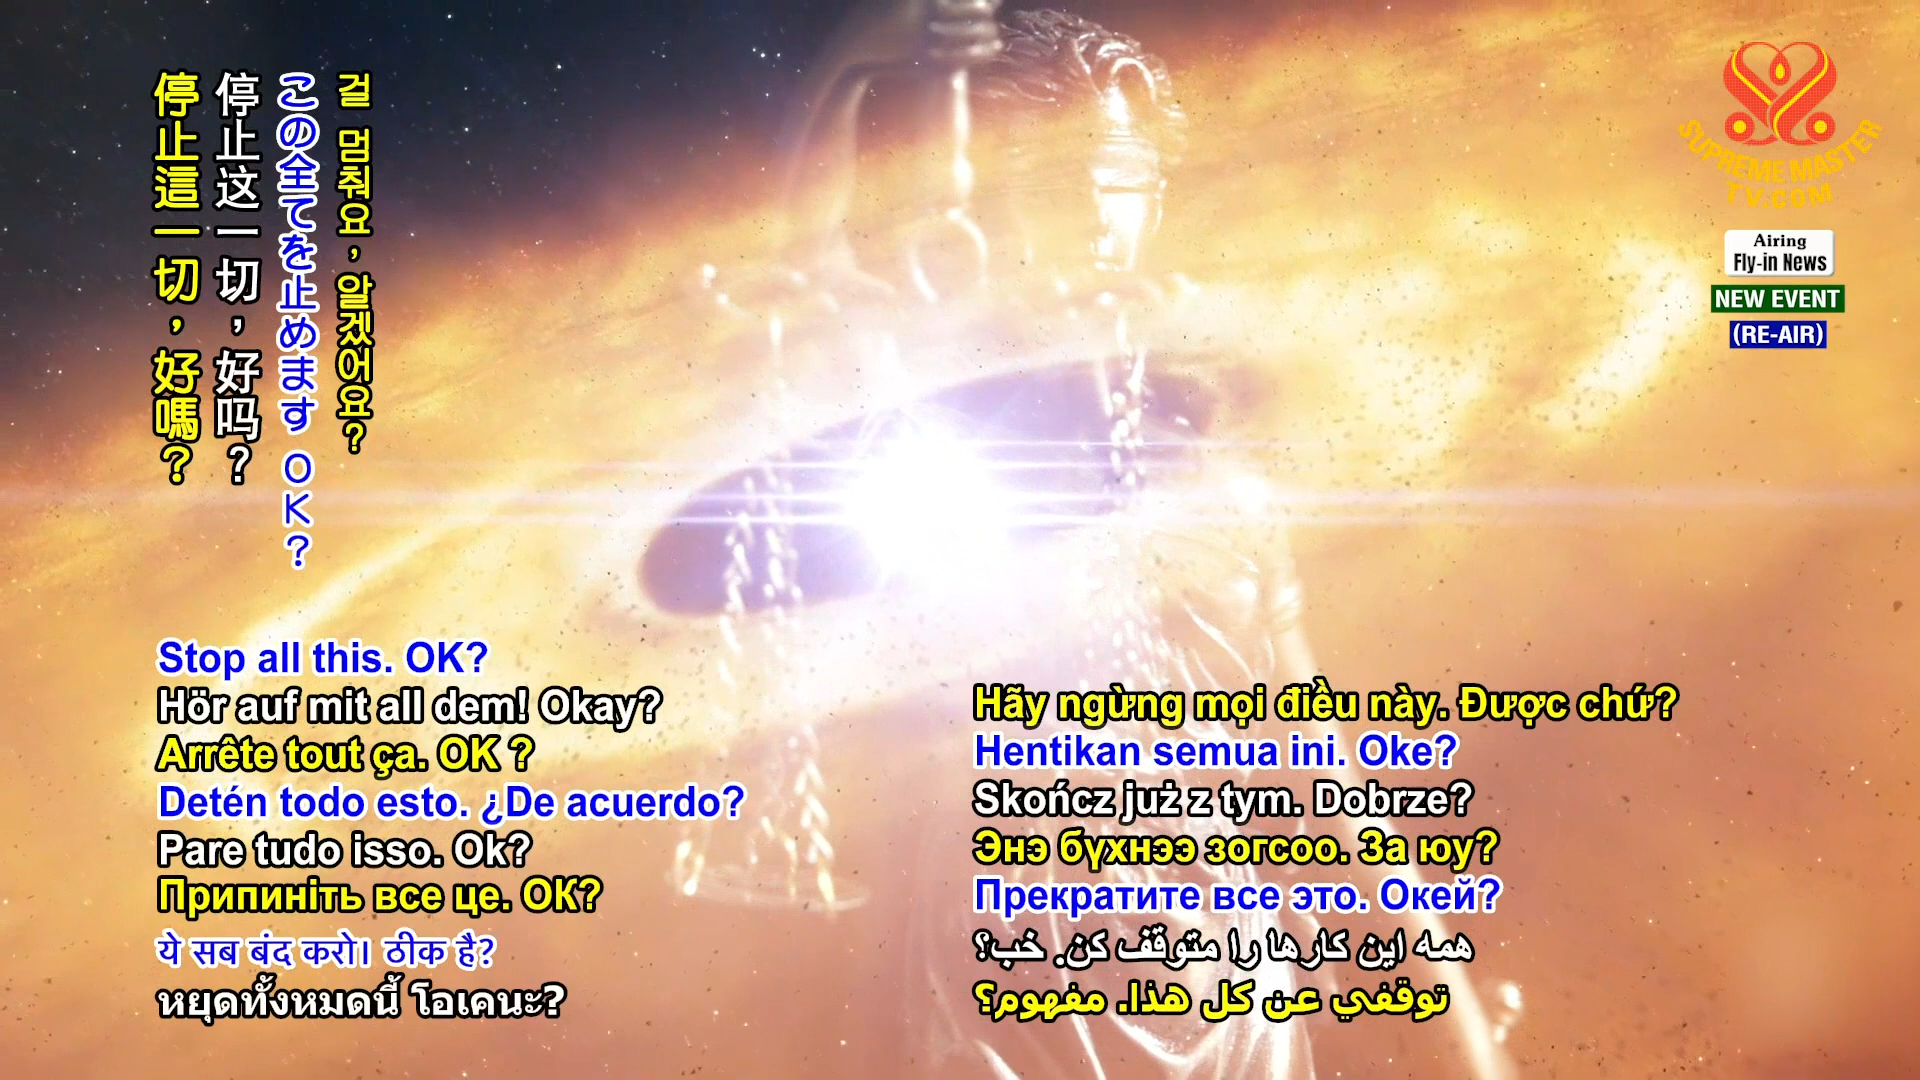 停止這一切，好嗎？
停止这一切，好吗？
この全てを止めます OK？
걸 멈춰요，알겠어요？
SUPREME MASTER
TV.COM
Airing
Fly-in News
NEW EVENT
(RE-AIR)
Stop all this. OK?
Hör auf mit all dem! Okay?
Arrête tout ça. OK ?
Detén todo esto. ¿De acuerdo?
Pare tudo isso. Ok?
Припиніть все це. ОК?
ये सब बंद करो। ठीक है?
หยุดทั้งหมดนี้ โอเคนะ?
Hãy ngừng mọi điều này. Được chứ?
Hentikan semua ini. Oke?
Skończ już z tym. Dobrze?
Энэ бүхнээ зогсоо. За юу?
Прекратите все это. Окей?
همه این کارها را متوقف کن. خب؟
توقفي عن كل هذا. مفهوم؟